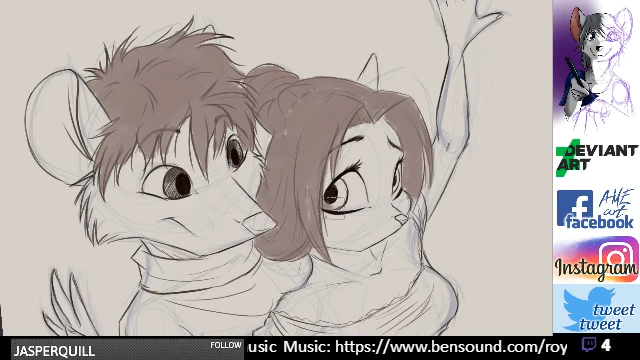 DEVIANT
ART
AHE
art
facebook
Instagram
tweet
tweet
JASPERQUILL
FOLLOW
usic Music: https://www.bensound.com/roy
4